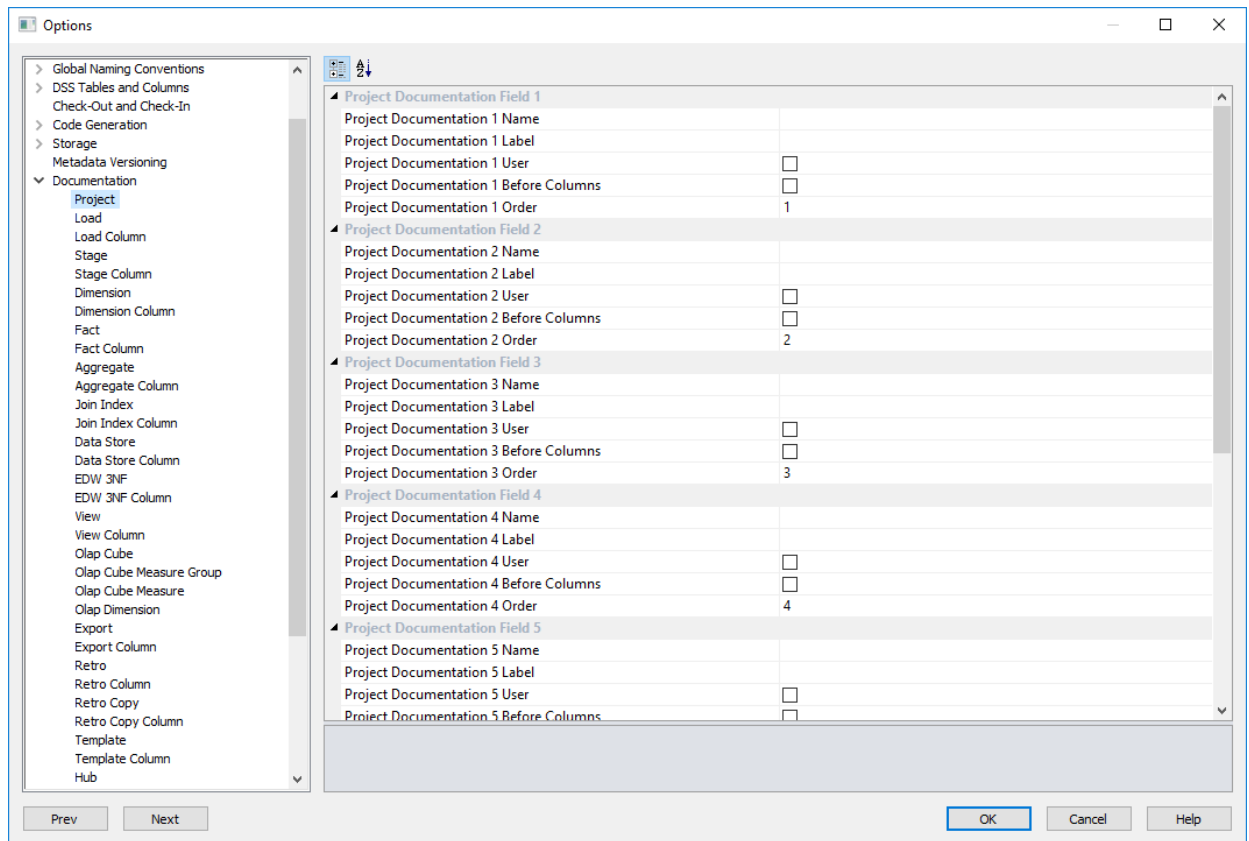 Options
Global Naming Conventions
DSS Tables and Columns
Check-Out and Check-In
Code Generation
Storage
Metadata Versioning
Documentation
Project
Load
Load Column
Stage
Stage Column
Dimension
Dimension Column
Fact
Fact Column
Aggregate
Aggregate Column
Join Index
Join Index Column
Data Store
Data Store Column
EDW 3NF
EDW 3NF Column
View
View Column
Olap Cube
Olap Cube Measure Group
Olap Cube Measure
Olap Dimension
Export
Export Column
Retro
Retro Column
Retro Copy
Retro Copy Column
Template
Template Column
Hub
Project Documentation Field 1
Project Documentation 1 Name
Project Documentation 1 Label
Project Documentation 1 User
Project Documentation 1 Before Columns
Project Documentation 1 Order 1
Project Documentation Field 2
Project Documentation 2 Name
Project Documentation 2 Label
Project Documentation 2 User
Project Documentation 2 Before Columns
Project Documentation 2 Order 2
Project Documentation Field 3
Project Documentation 3 Name
Project Documentation 3 Label
Project Documentation 3 User
Project Documentation 3 Before Columns
Project Documentation 3 Order 3
Project Documentation Field 4
Project Documentation 4 Name
Project Documentation 4 Label
Project Documentation 4 User
Project Documentation 4 Before Columns
Project Documentation 4 Order 4
Project Documentation Field 5
Project Documentation 5 Name
Project Documentation 5 Label
Project Documentation 5 User
Project Documentation 5 Before Columns
Prev Next OK Cancel Help